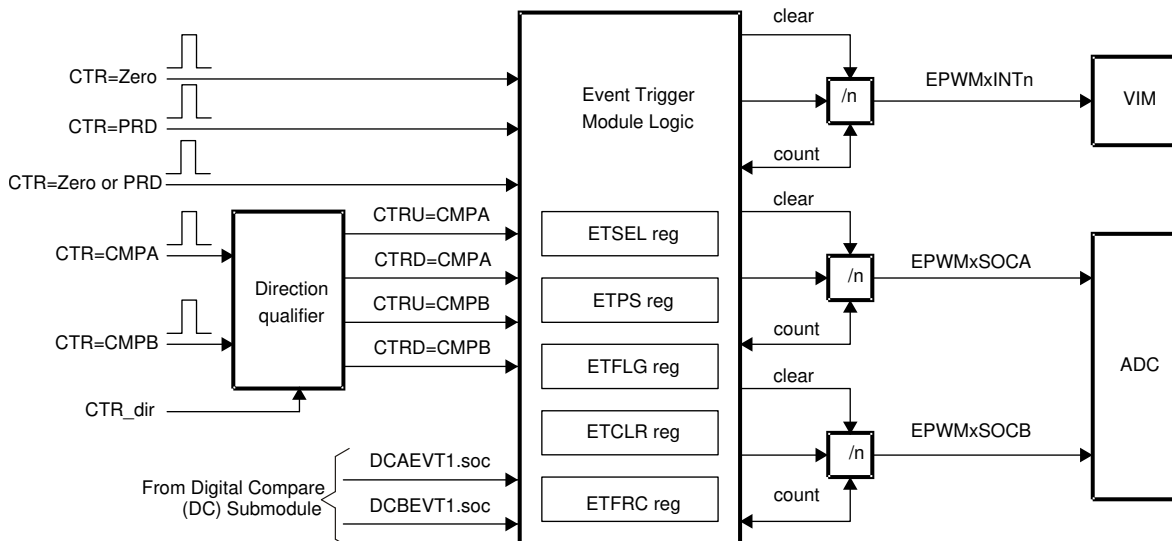 CTR=Zero
CTR=PRD
CTR=Zero or PRD
CTR=CMPA
CTR=CMPB
CTR_dir
Direction
qualifier
CTRU=CMPA
CTRD=CMPA
CTRU=CMPB
CTRD=CMPB
From Digital Compare
(DC) Submodule
DCAEVT1.soc
DCBEVT1.soc
Event Trigger
Module Logic
ETSEL reg
ETPS reg
ETFLG reg
ETCLR reg
ETFRC reg
clear
/n
count
EPWMxINTn
VIM
clear
/n
count
EPWMxSOCA
clear
/n
count
EPWMxSOCB
ADC